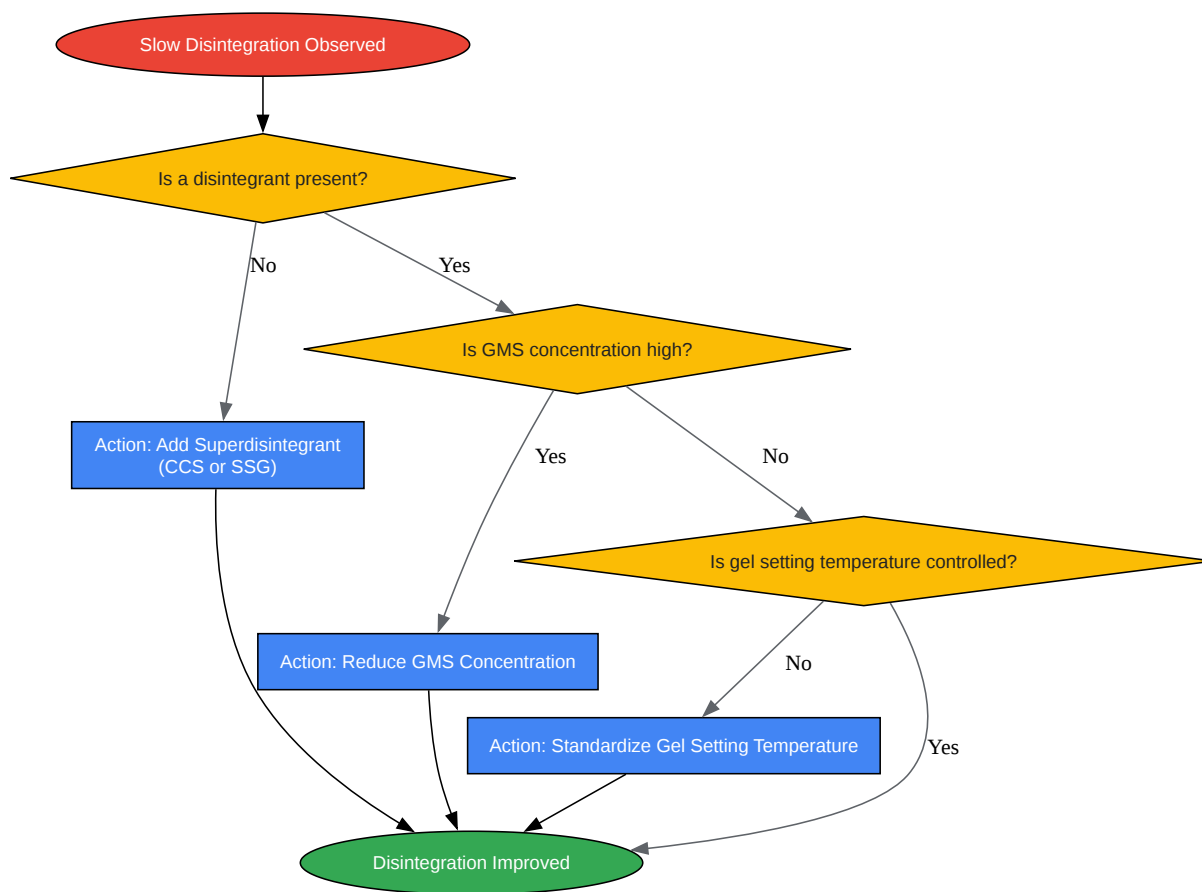 Slow Disintegration Observed
Is a disintegrant present?
No
Yes
Is GMS concentration high?
Action: Add Superdisintegrant
(CCS or SSG)
Yes
No
Is gel setting temperature controlled?
Action: Reduce GMS Concentration
No
Action: Standardize Gel Setting Temperature
Yes
Disintegration Improved